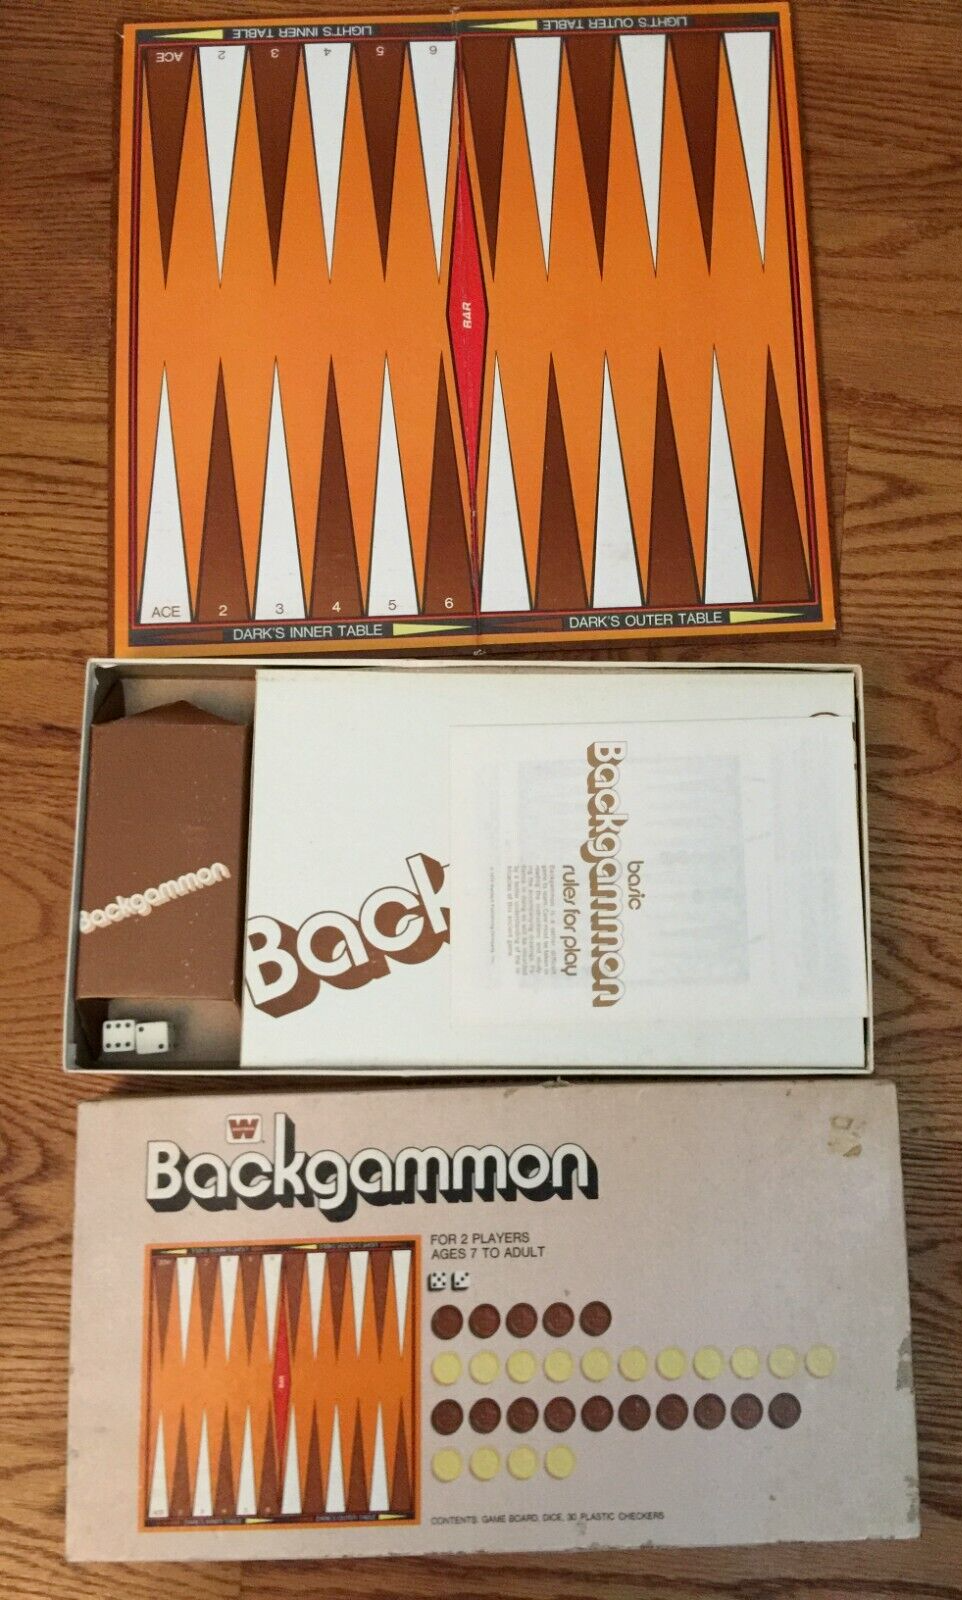 LIGHT'S INNER TABLE
LIGHT'S OUTER TABLE
ACE 2 3 4 5 6
BAR
ACE 2 3 4 5 6
DARK'S INNER TABLE
DARK'S OUTER TABLE
Backgammon
Back
basic
Backgammon
rules for play
W
Backgammon
FOR 2 PLAYERS
AGES 7 TO ADULT
BAR
CONTENTS: GAME BOARD, DICE, 30 PLASTIC CHECKERS